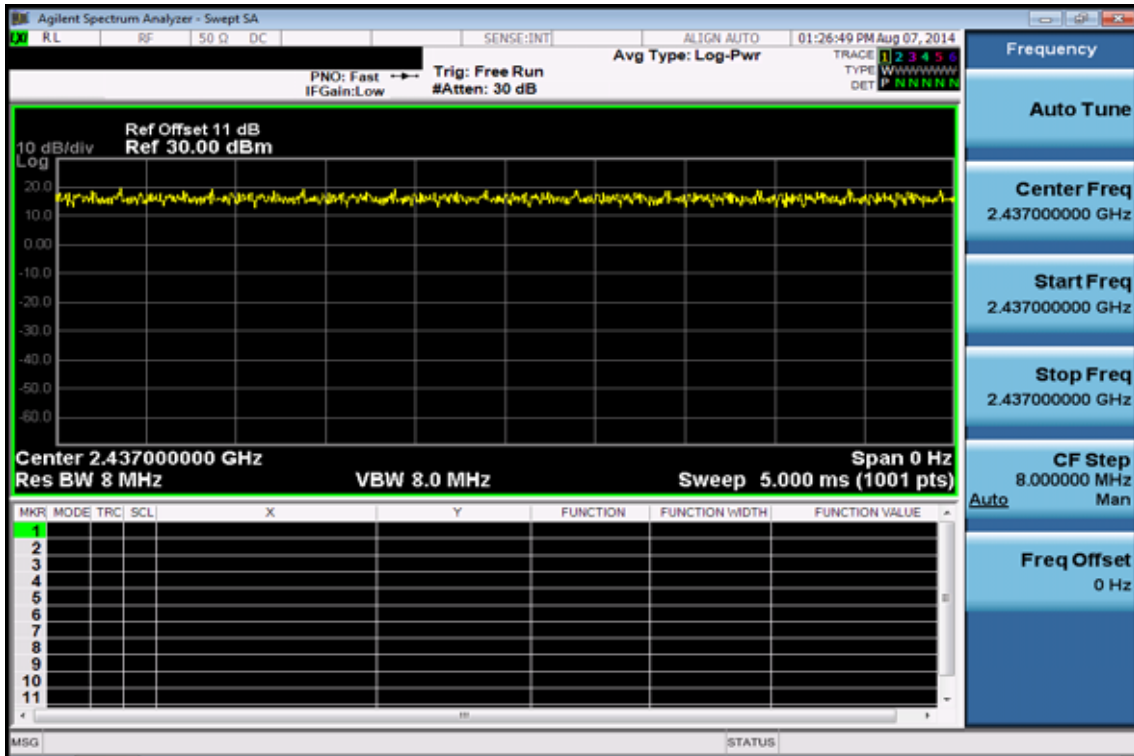 Agilent Spectrum Analyzer - Swept SA
RL RF 50 Ω DC SENSE:INT ALIGN AUTO 01:26:49 PM Aug 07, 2014
Avg Type: Log-Pwr
TRACE 1 2 3 4 5 6
TYPE WWWWWWW
DET P N N N N N
PNO: Fast
IFGain:Low
Trig: Free Run
#Atten: 30 dB
Ref Offset 11 dB
10 dB/div Ref 30.00 dBm
Log
20.0
10.0
0.00
-10.0
-20.0
-30.0
-40.0
-50.0
-60.0
Center 2.437000000 GHz Span 0 Hz
Res BW 8 MHz VBW 8.0 MHz Sweep 5.000 ms (1001 pts)
MKR MODE TRC SCL X Y FUNCTION FUNCTION WIDTH FUNCTION VALUE
1
2
3
4
5
6
7
8
9
10
11
MSG STATUS
Frequency
Auto Tune
Center Freq
2.437000000 GHz
Start Freq
2.437000000 GHz
Stop Freq
2.437000000 GHz
CF Step
8.000000 MHz
Auto Man
Freq Offset
0 Hz